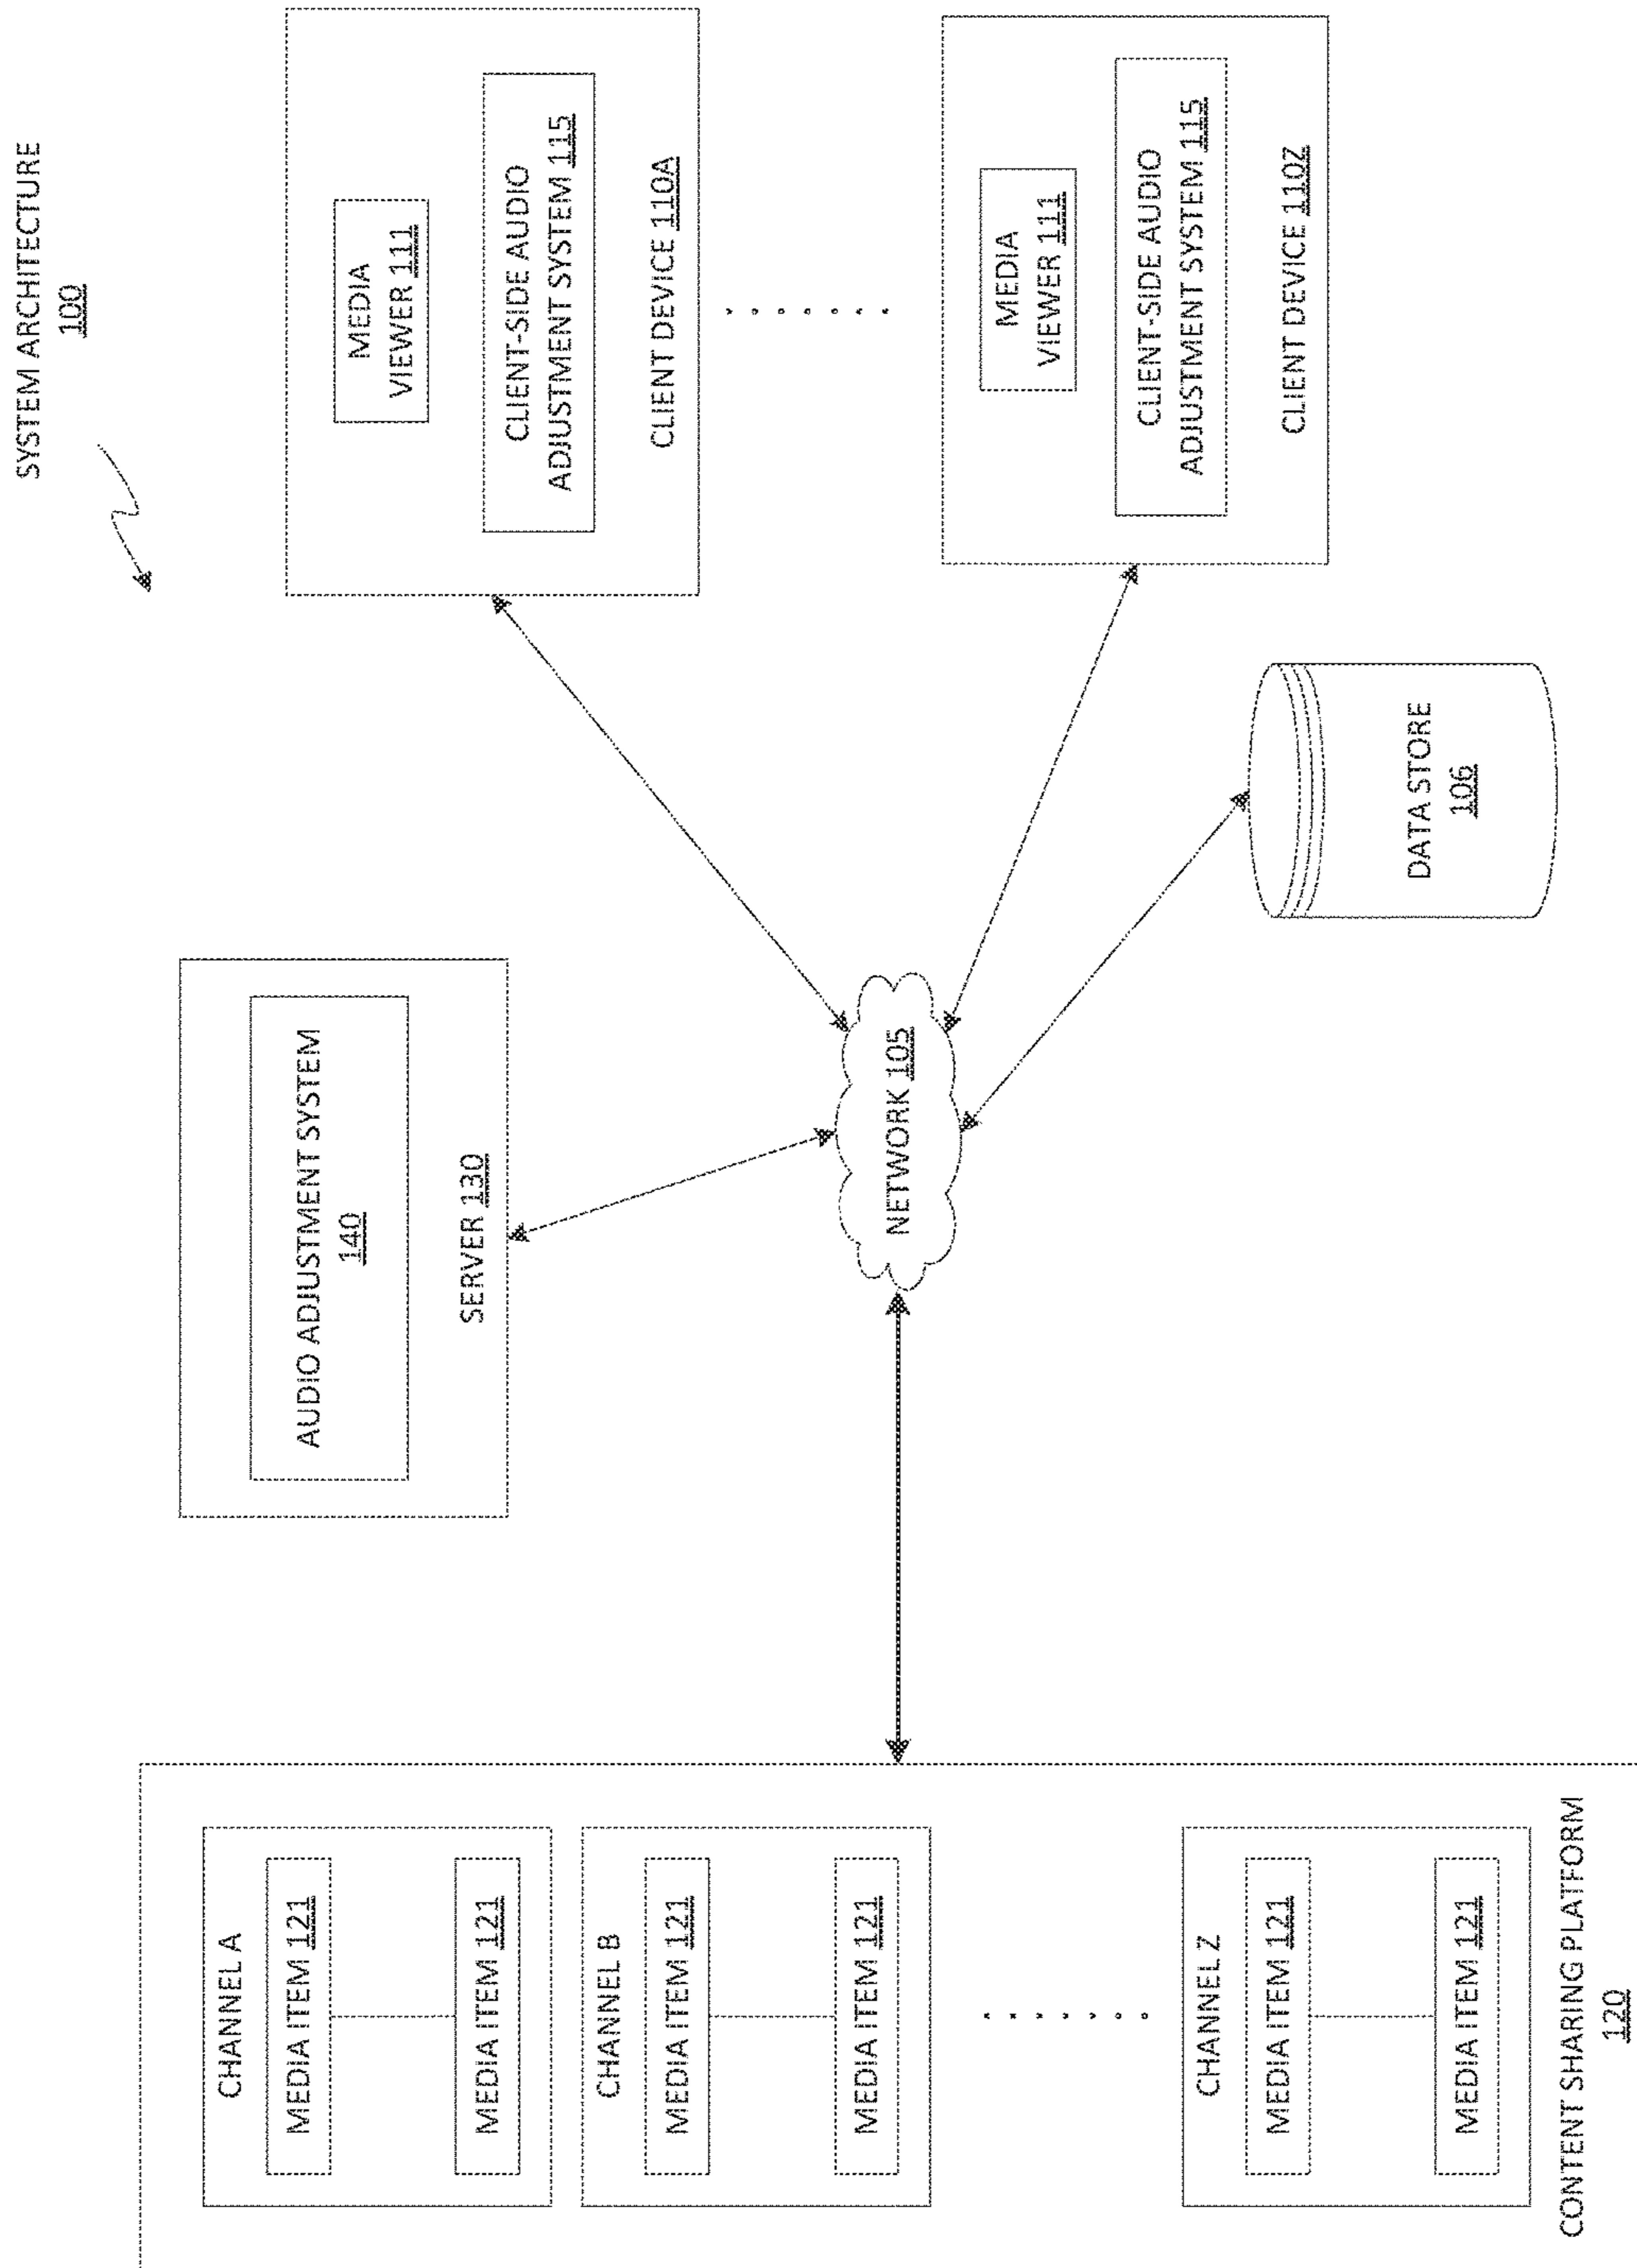 SYSTEM ARCHITECTURE
100
CHANNEL A
MEDIA ITEM 121
MEDIA ITEM 121
CHANNEL B
MEDIA ITEM 121
MEDIA ITEM 121
CHANNEL Z
MEDIA ITEM 121
MEDIA ITEM 121
CONTENT SHARING PLATFORM
120
AUDIO ADJUSTMENT SYSTEM
140
SERVER 130
NETWORK 105
MEDIA
VIEWER 111
CLIENT-SIDE AUDIO
ADJUSTMENT SYSTEM 115
CLIENT DEVICE 110A
MEDIA
VIEWER 111
CLIENT-SIDE AUDIO
ADJUSTMENT SYSTEM 115
CLIENT DEVICE 110Z
DATA STORE
106